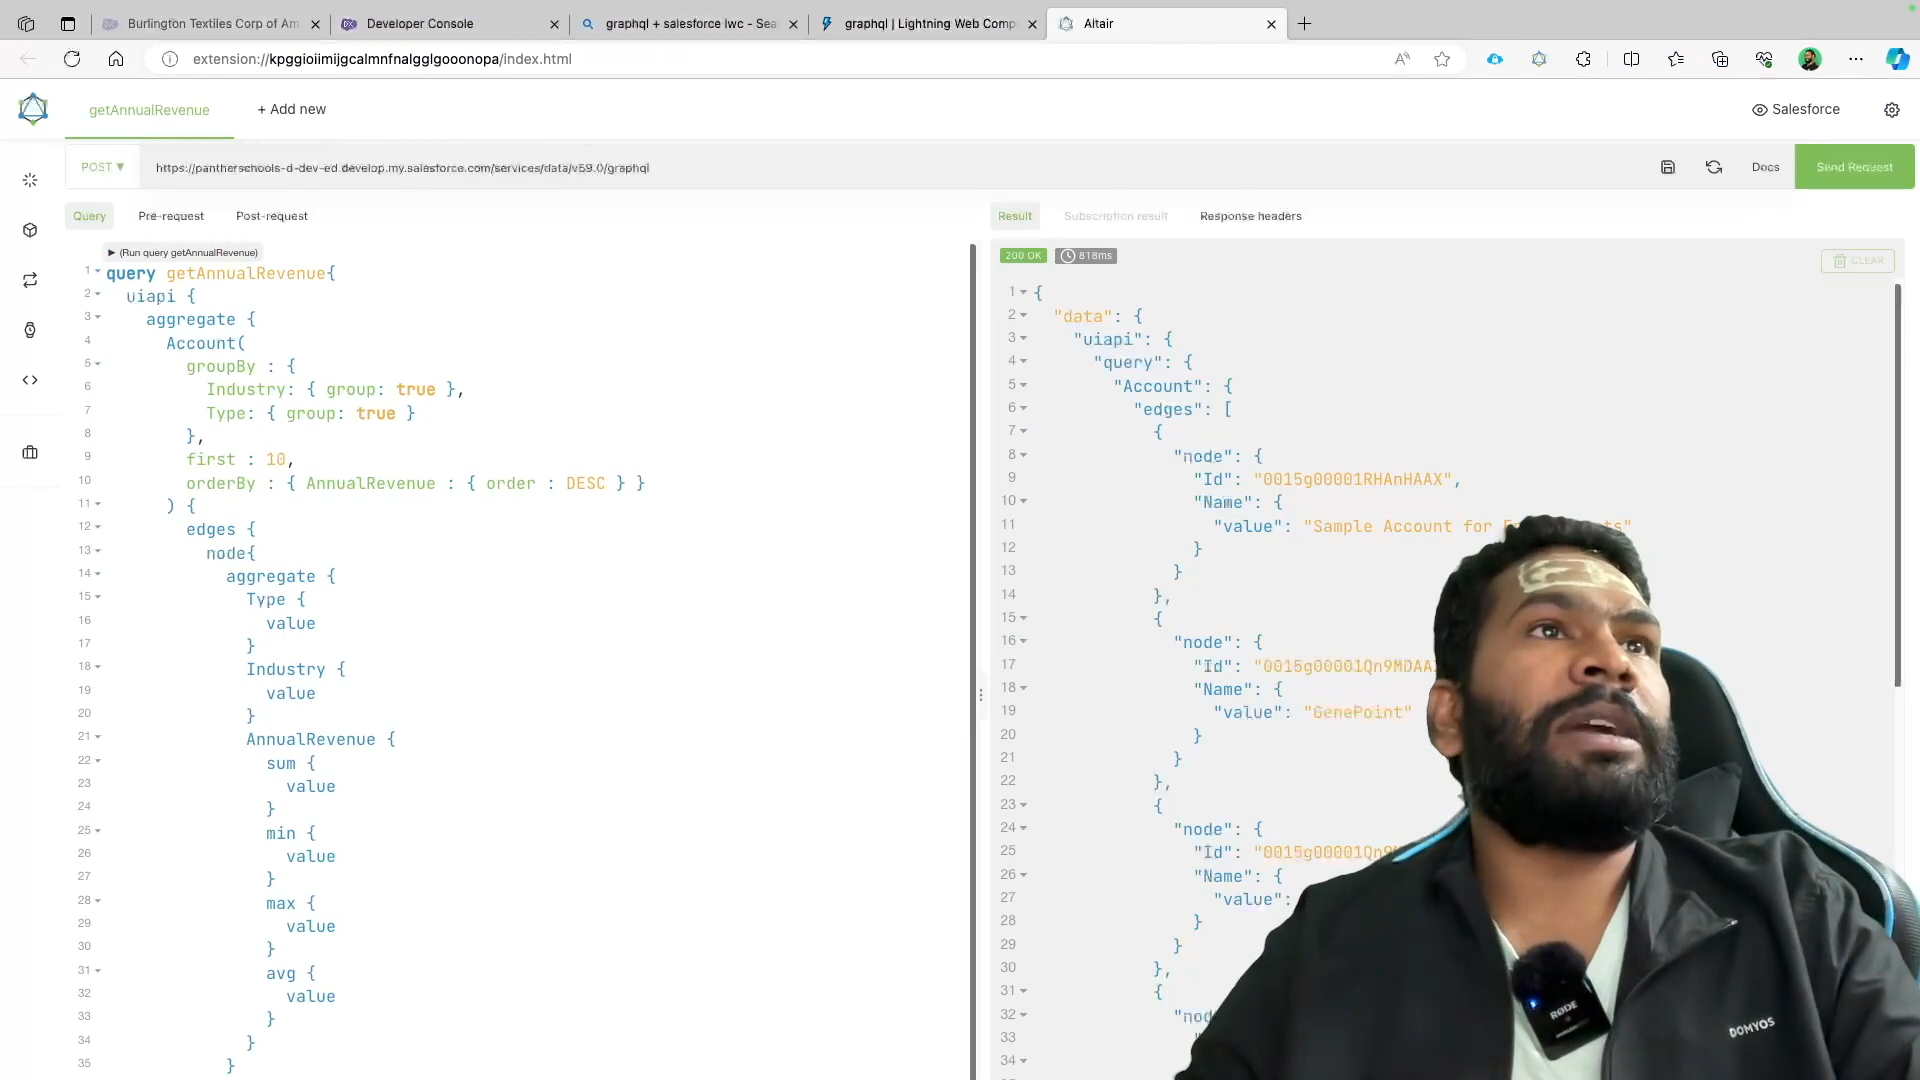 Burlington Textiles Corp of Am
Developer Console
graphql + salesforce lwc - Sea
graphql | Lightning Web Comp
Altair
extension://kpggioiimijgcalmnfnalgglgooonopa/index.html
getAnnualRevenue
+ Add new
Salesforce
POST ▼
https://pantherschools-d-dev-ed.develop.my.salesforce.com/services/data/v59.0/graphql
Docs
Send Request
Query
Pre-request
Post-request
Result
Subscription result
Response headers
▶ (Run query getAnnualRevenue)
1 query getAnnualRevenue{
2 uiapi {
3 aggregate {
4 Account(
5 groupBy : {
6 Industry: { group: true },
7 Type: { group: true }
8 },
9 first : 10,
10 orderBy : { AnnualRevenue : { order : DESC } }
11 ) {
12 edges {
13 node{
14 aggregate {
15 Type {
16 value
17 }
18 Industry {
19 value
20 }
21 AnnualRevenue {
22 sum {
23 value
24 }
25 min {
26 value
27 }
28 max {
29 value
30 }
31 avg {
32 value
33 }
34 }
35 }
200 OK
818ms
CLEAR
1 {
2 "data": {
3 "uiapi": {
4 "query": {
5 "Account": {
6 "edges": [
7 {
8 "node": {
9 "Id": "0015g00001RHAnHAAX",
10 "Name": {
11 "value": "Sample Account for
12 }
13 }
14 },
15 {
16 "node": {
17 "Id": "0015g00001Qn9MDAA
18 "Name": {
19 "value": "GenePoint"
20 }
21 }
22 },
23 {
24 "node": {
25 "Id": "0015g00001Qn9
26 "Name": {
27 "value":
28 }
29 }
30 },
31 {
32 "nod
33
34
RØDE
DOMYOS